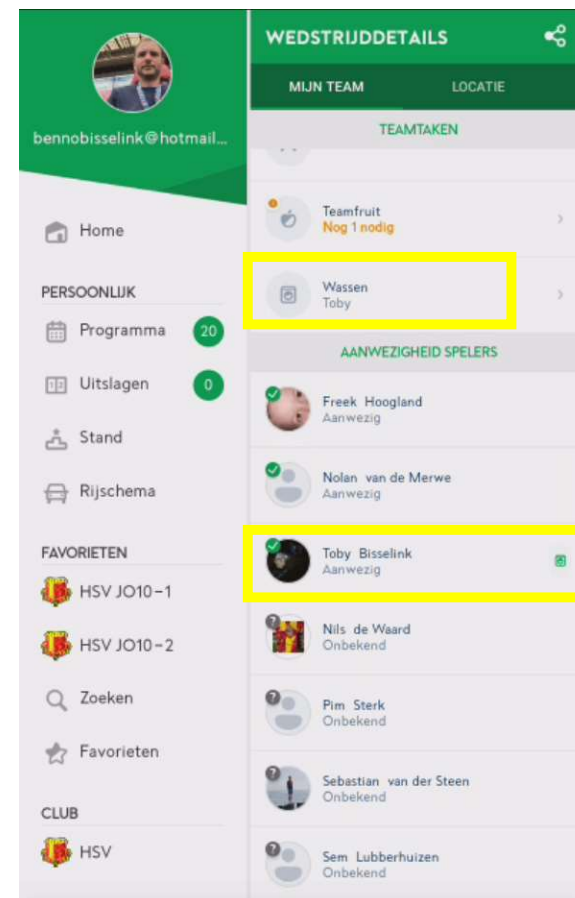 bennobisselink@hotmail...
Home
PERSOONLIJK
Programma 20
Uitslagen 0
Stand
Rijschema
FAVORIETEN
HSV JO10-1
HSV JO10-2
Zoeken
Favorieten
CLUB
HSV
WEDSTRIJDDETAILS
MIJN TEAM LOCATIE
TEAMTAKEN
Teamfruit
Nog 1 nodig
Wassen
Toby
AANWEZIGHEID SPELERS
Freek Hoogland
Aanwezig
Nolan van de Merwe
Aanwezig
Toby Bisselink
Aanwezig
Nils de Waard
Onbekend
Pim Sterk
Onbekend
Sebastian van der Steen
Onbekend
Sem Lubberhuizen
Onbekend